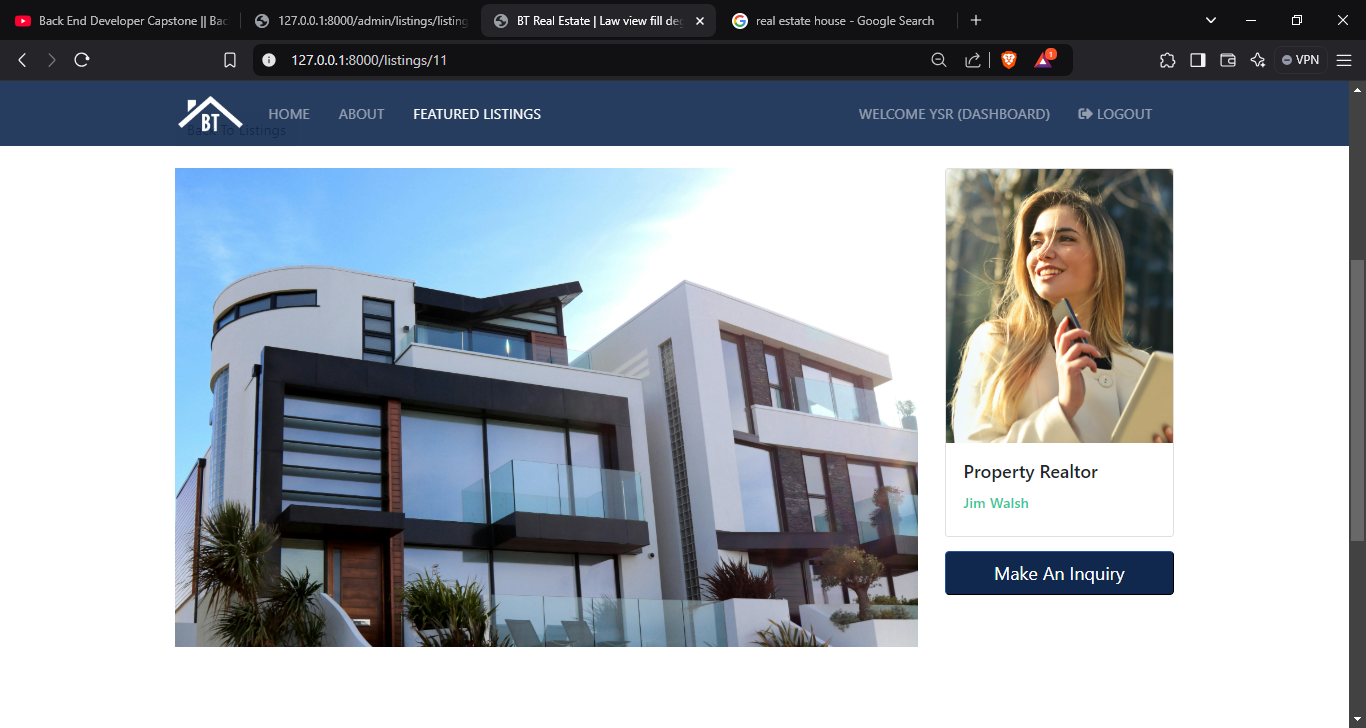 Back End Developer Capstone || Bac
127.0.0.1:8000/admin/listings/listing
BT Real Estate | Law view fill dec
real estate house - Google Search
127.0.0.1:8000/listings/11
1
VPN
BT
HOME
ABOUT
FEATURED LISTINGS
WELCOME YSR (DASHBOARD)
LOGOUT
Back To Listings
Property Realtor
Jim Walsh
Make An Inquiry